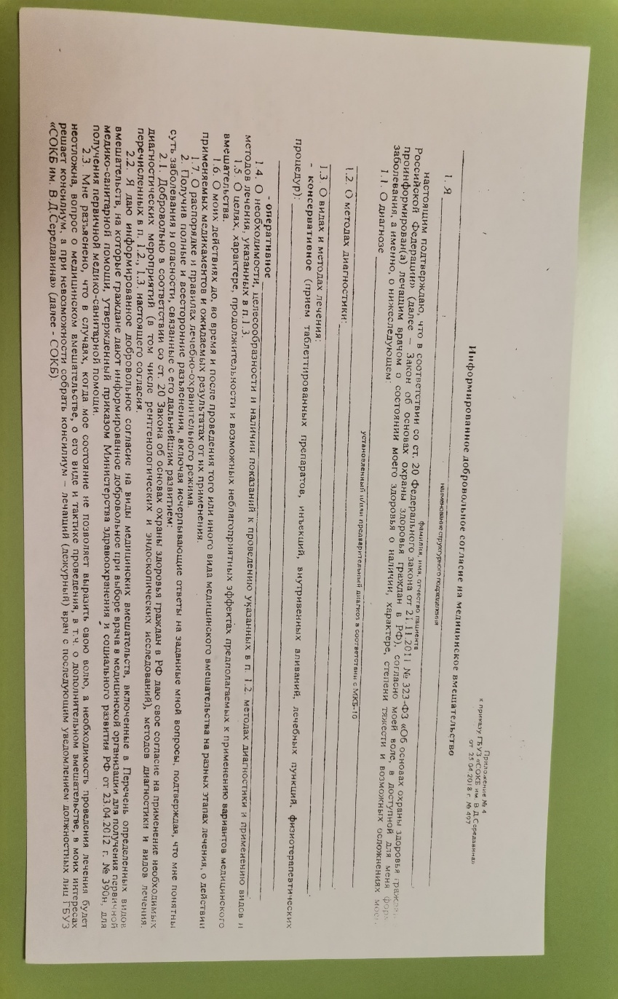 Приложение № 4
к приказу ГБУЗ «СОКБ им. В.Д.Середавина»
от 25.04.2018 г. № 497
Информированное добровольное согласие на медицинское вмешательство
наименование структурного подразделения
1. Я
фамилия, имя, отчество пациента
настоящим подтверждаю, что в соответствии со ст. 20 Федерального закона от 21.11.2011 № 323-ФЗ «Об основах охраны здоровья граждан
Российской Федерации» (далее – Закон об основах охраны здоровья граждан в РФ), согласно моей воле, в доступной для меня
проинформирован(а) лечащим врачом о состоянии моего здоровья о наличии, характере, степени тяжести и возможных осложнениях
заболевания, а именно, о нижеследующем:
1.1. О диагнозе
установленный и/или предварительный диагноз в соответствии с МКБ-10
1.2. О методах диагностики:
1.3. О видах и методах лечения:
- консервативное (прием таблеттированных препаратов, инъекций, внутривенных вливаний, лечебных пункций, физиотерапевтических
процедур):
- оперативное
1.4. О необходимости, целесообразности и наличии показаний к проведению указанных в п. 1.2. методах диагностики и применению видов и
методов лечения, указанных в п.1.3.
1.5. О целях, характере, продолжительности и возможных неблагоприятных эффектах предполагаемых к применению вариантов медицинского
вмешательства.
1.6. О моих действиях до, во время и после проведения того или иного вида медицинского вмешательства на разных этапах лечения, о действии
применяемых медикаментов и ожидаемых результатах от их применения.
1.7. О распорядке и правилах лечебно-охранительного режима.
2. Получив полные и всесторонние разъяснения, включая исчерпывающие ответы на заданные мной вопросы, подтверждая, что мне понятны
суть заболевания и опасности, связанные с его дальнейшим развитием:
2.1. Добровольно в соответствии со ст. 20 Закона об основах охраны здоровья граждан в РФ даю свое согласие на применение необходимых
диагностических мероприятий (в том числе рентгенологических и эндоскопических исследований), методов диагностики и видов лечения,
перечисленных в п. 1.2., 1.3. настоящего согласия.
2.2. Я даю информированное добровольное согласие на виды медицинских вмешательств, включенные в Перечень определенных видов
вмешательств, на которые граждане дают информированное добровольное при выборе врача в медицинской организации для получения первичной
медико-санитарной помощи, утвержденный приказом Министерства здравоохранения и социального развития РФ от 23.04.2012 г. № 390н, для
получения первичной медико-санитарной помощи.
2.3. Мне разъяснено, что в случаях, когда мое состояние не позволяет выразить свою волю, а необходимость проведения лечения будет
неотложна, вопрос о медицинском вмешательстве, о его виде и тактике проведения, в т.ч. о дополнительном вмешательстве, в моих интересах
решает консилиум, а при невозможности собрать консилиум – лечащий (дежурный) врач с последующим уведомлением должностных лиц ГБУЗ
«СОКБ им. В.Д.Середавина» (далее - СОКБ)